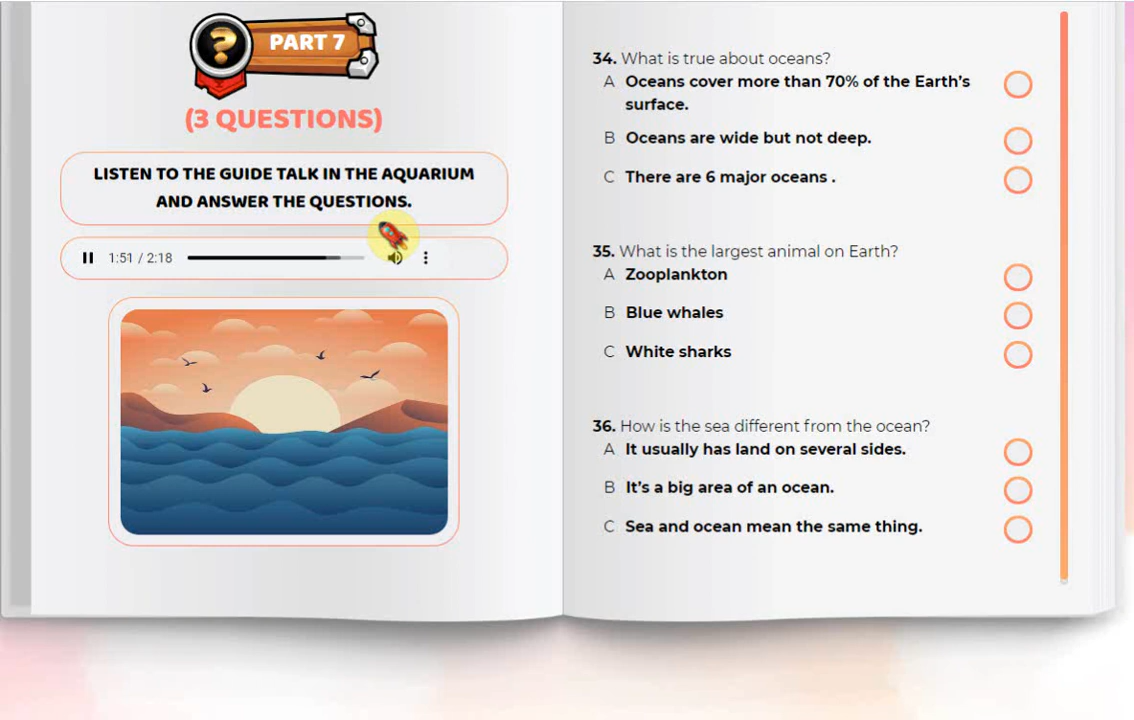 PART 7
(3 QUESTIONS)
LISTEN TO THE GUIDE TALK IN THE AQUARIUM
AND ANSWER THE QUESTIONS.
1:51 / 2:18
34. What is true about oceans?
A Oceans cover more than 70% of the Earth's
surface.
B Oceans are wide but not deep.
C There are 6 major oceans .
35. What is the largest animal on Earth?
A Zooplankton
B Blue whales
C White sharks
36. How is the sea different from the ocean?
A It usually has land on several sides.
B It's a big area of an ocean.
C Sea and ocean mean the same thing.